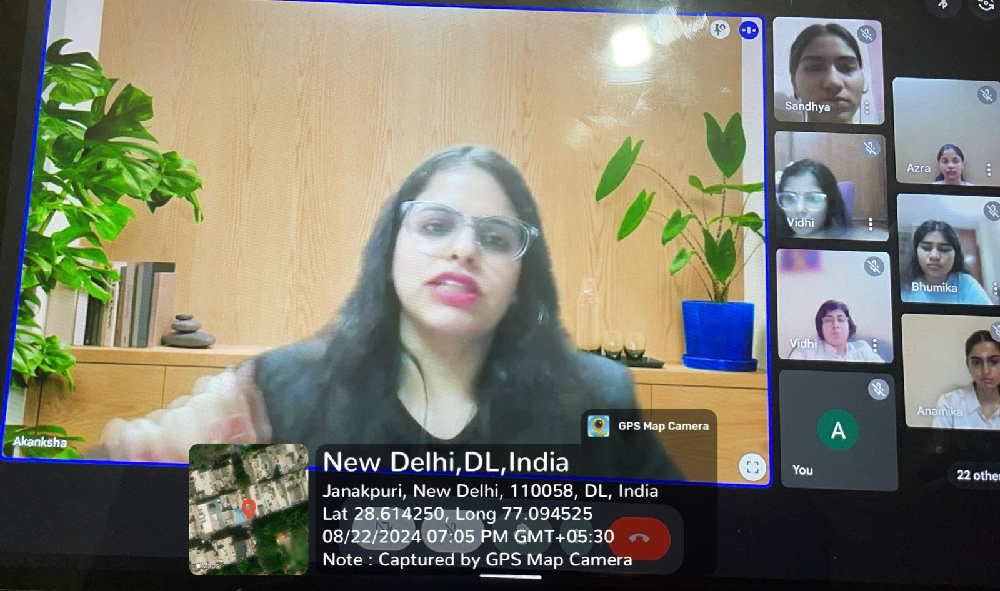 Sandhya
Azra
Vidhi
Bhumika
Vidhi
Anamika
A
You
22 othe
Akanksha
GPS Map Camera
New Delhi,DL,India
Janakpuri, New Delhi, 110058, DL, India
Lat 28.614250, Long 77.094525
08/22/2024 07:05 PM GMT+05:30
Note : Captured by GPS Map Camera
Maps